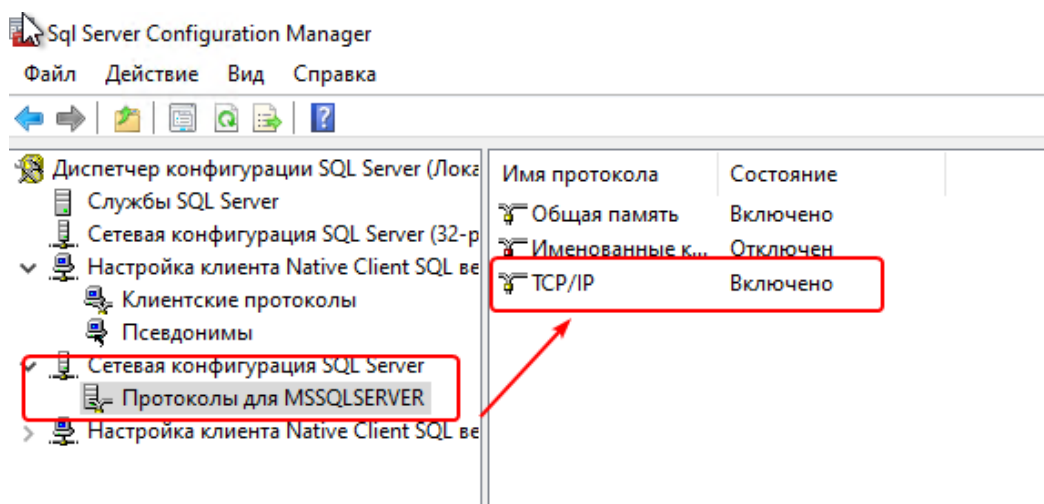 Sql Server Configuration Manager
Файл Действие Вид Справка
Диспетчер конфигурации SQL Server (Лока
Службы SQL Server
Сетевая конфигурация SQL Server (32-р
Настройка клиента Native Client SQL ве
Клиентские протоколы
Псевдонимы
Сетевая конфигурация SQL Server
Протоколы для MSSQLSERVER
Настройка клиента Native Client SQL ве
Имя протокола Состояние
Общая память Включено
Именованные к... Отключен
TCP/IP Включено